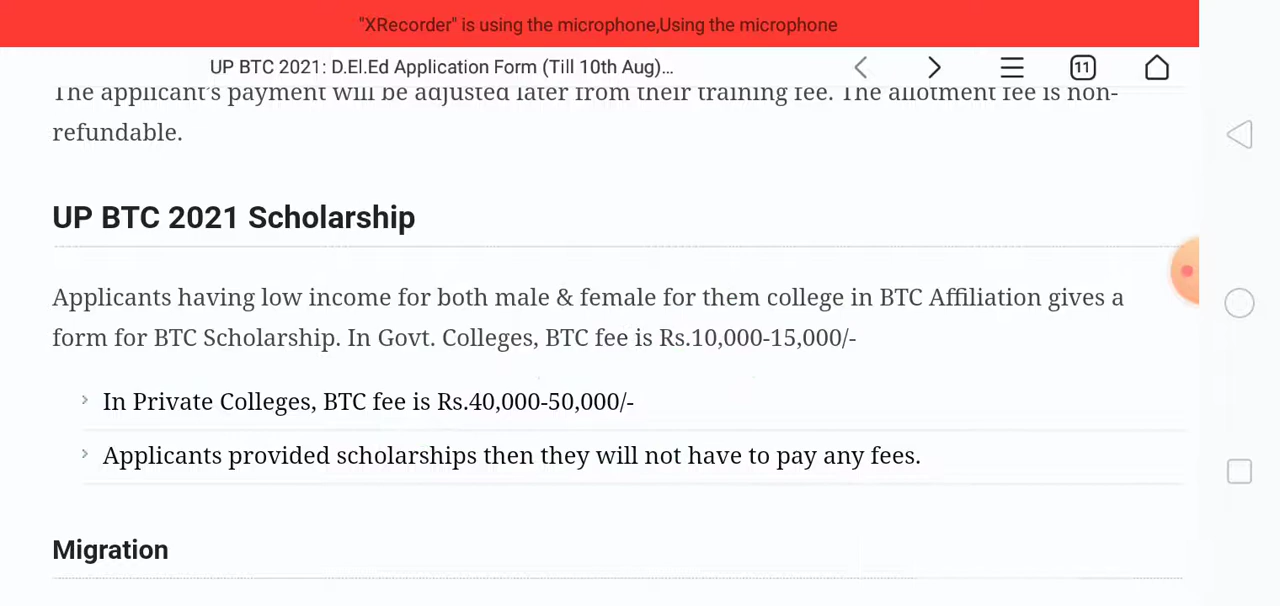 "XRecorder" is using the microphone,Using the microphone
UP BTC 2021: D.El.Ed Application Form (Till 10th Aug)...
11
The applicant's payment will be adjusted later from their training fee. The allotment fee is non-
refundable.
UP BTC 2021 Scholarship
Applicants having low income for both male & female for them college in BTC Affiliation gives a
form for BTC Scholarship. In Govt. Colleges, BTC fee is Rs.10,000-15,000/-
In Private Colleges, BTC fee is Rs.40,000-50,000/-
Applicants provided scholarships then they will not have to pay any fees.
Migration